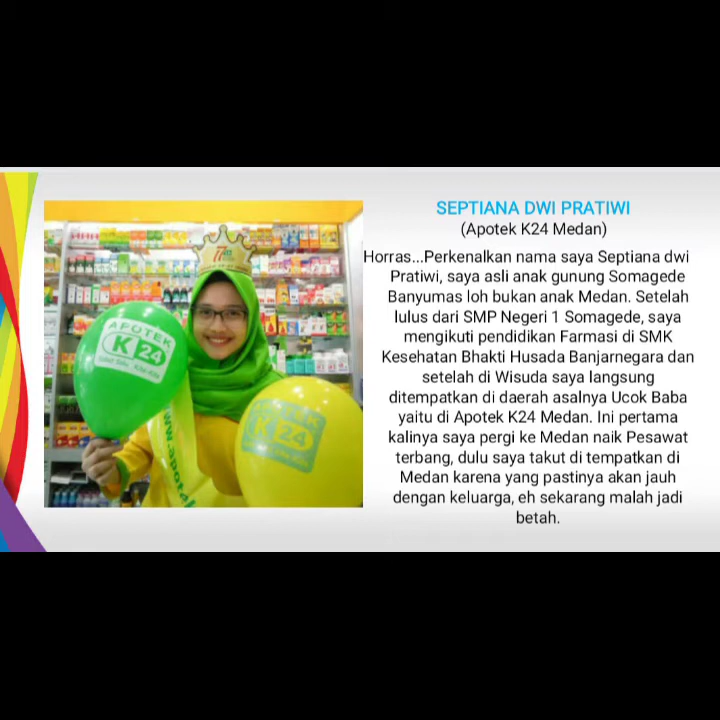 SEPTIANA DWI PRATIWI
(Apotek K24 Medan)
Horras...Perkenalkan nama saya Septiana dwi
Pratiwi, saya asli anak gunung Somagede
Banyumas loh bukan anak Medan. Setelah
lulus dari SMP Negeri 1 Somagede, saya
mengikuti pendidikan Farmasi di SMK
Kesehatan Bhakti Husada Banjarnegara dan
setelah di Wisuda saya langsung
ditempatkan di daerah asalnya Ucok Baba
yaitu di Apotek K24 Medan. Ini pertama
kalinya saya pergi ke Medan naik Pesawat
terbang, dulu saya takut di tempatkan di
Medan karena yang pastinya akan jauh
dengan keluarga, eh sekarang malah jadi
betah.
APOTEK
K 24
APOTEK
K 24